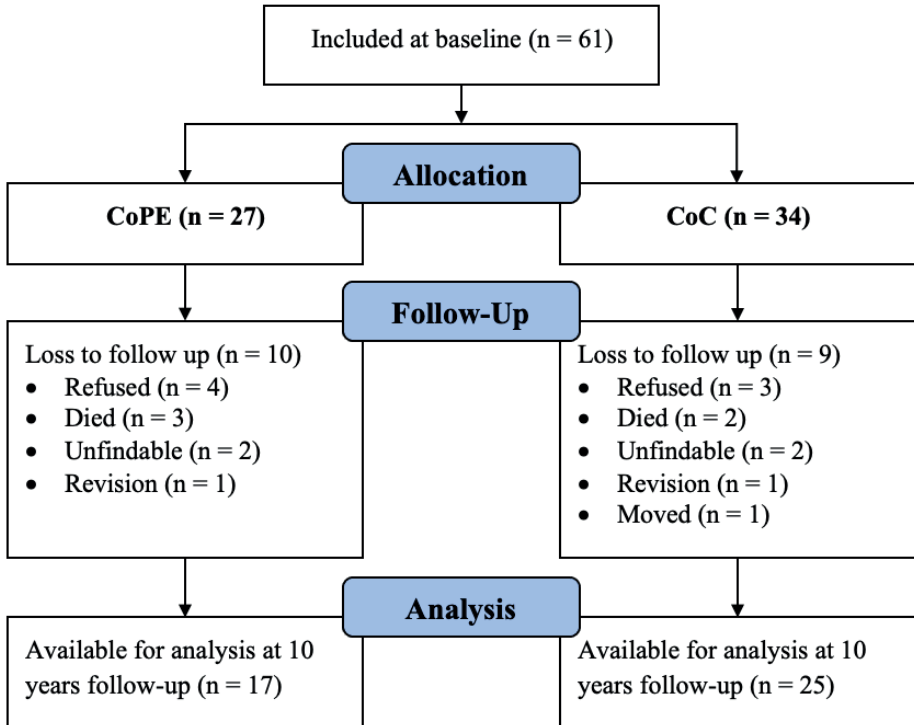 Included at baseline (n = 61)
Allocation
CoPE (n = 27)
CoC (n = 34)
Follow-Up
Loss to follow up (n = 10)
• Refused (n = 4)
• Died (n = 3)
• Unfindable (n = 2)
• Revision (n = 1)
Loss to follow up (n = 9)
• Refused (n = 3)
• Died (n = 2)
• Unfindable (n = 2)
• Revision (n = 1)
• Moved (n = 1)
Analysis
Available for analysis at 10
years follow-up (n = 17)
Available for analysis at 10
years follow-up (n = 25)